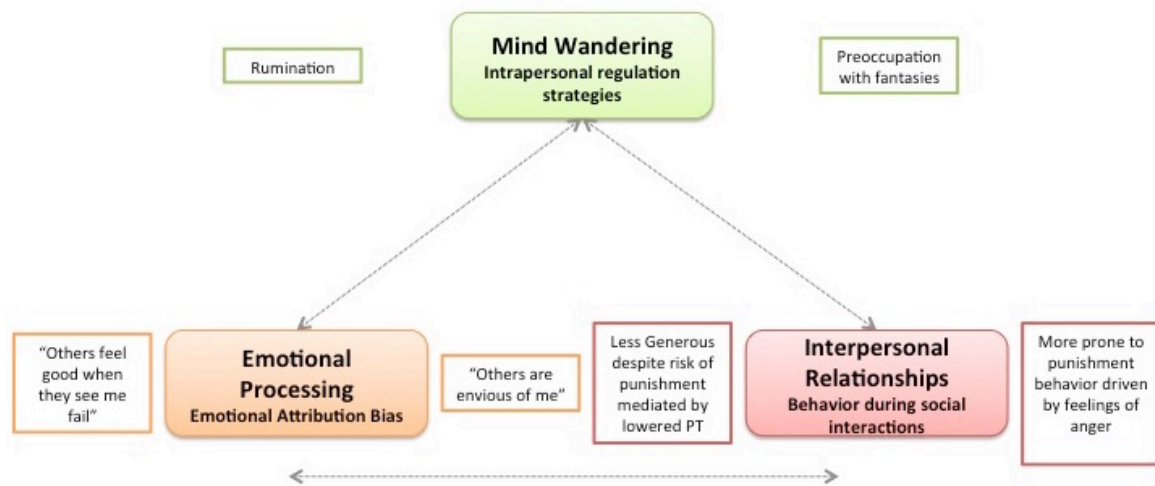 Rumination
Mind Wandering
Intrapersonal regulation
strategies
Preoccupation
with fantasies
“Others feel
good when
they see me
fail”
Emotional
Processing
Emotional Attribution Bias
“Others are
envious of me”
Less Generous
despite risk of
punishment
mediated by
lowered PT
Interpersonal
Relationships
Behavior during social
interactions
More prone to
punishment
behavior driven
by feelings of
anger